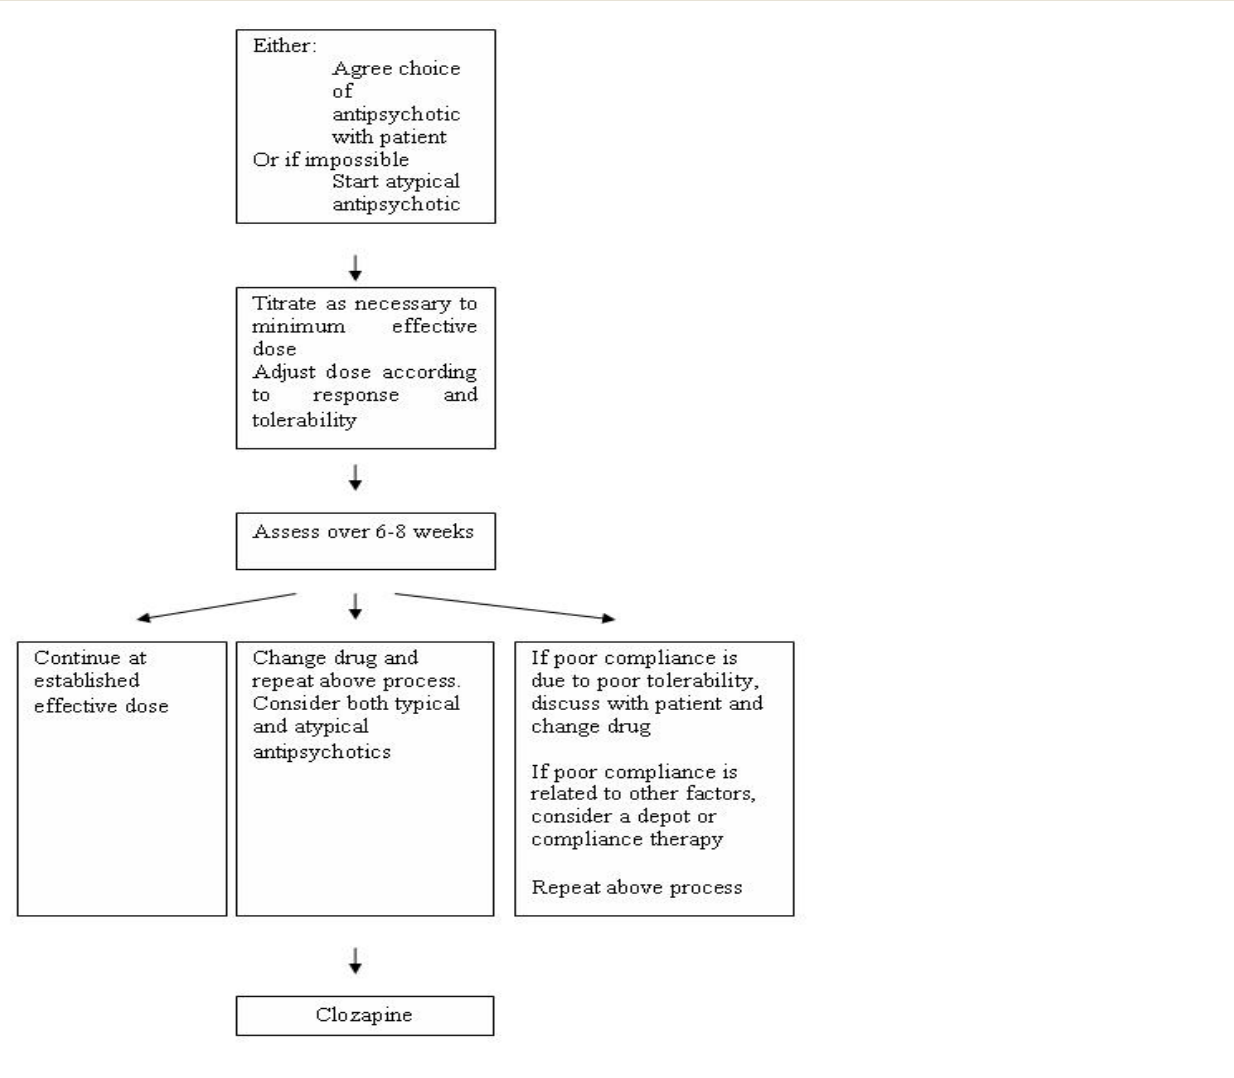 Either:
Agree choice
of
antipsychotic
with patient
Or if impossible
Start atypical
antipsychotic
Titrate as necessary to
minimum effective
dose
Adjust dose according
to response and
tolerability
Assess over 6-8 weeks
Continue at
established
effective dose
Change drug and
repeat above process.
Consider both typical
and atypical
antipsychotics
If poor compliance is
due to poor tolerability,
discuss with patient and
change drug
If poor compliance is
related to other factors,
consider a depot or
compliance therapy
Repeat above process
Clozapine